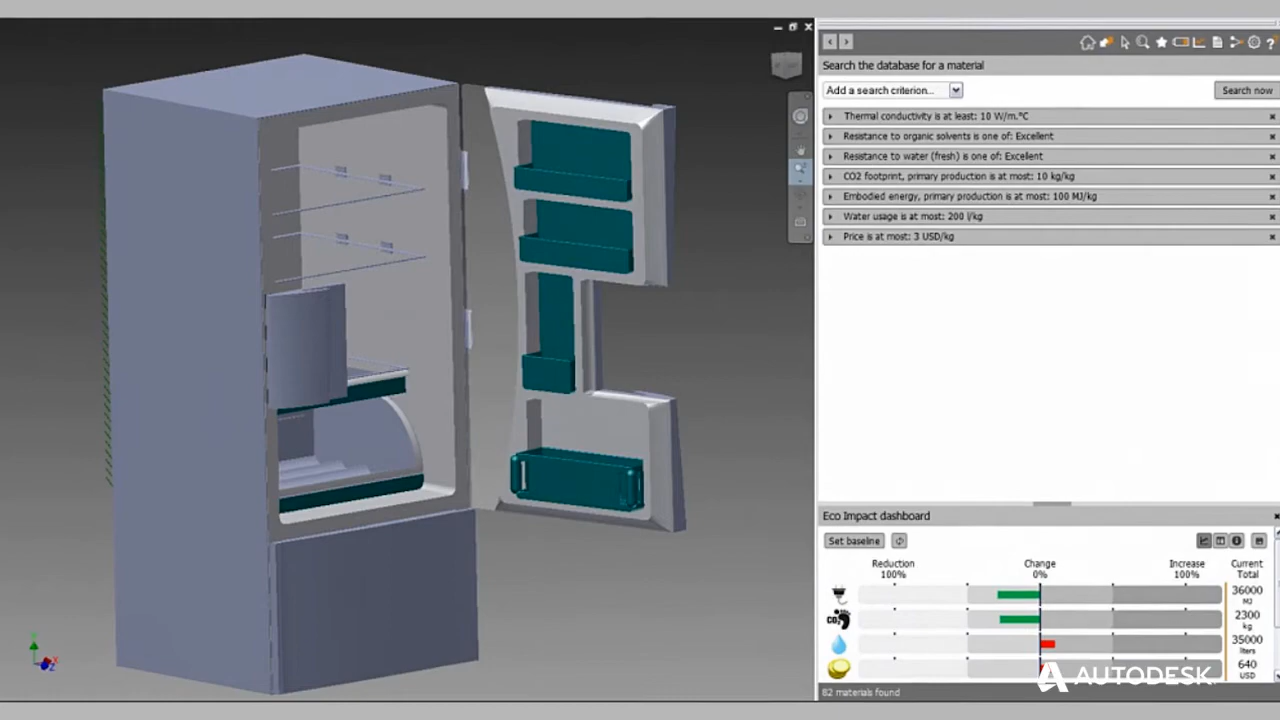 Search the database for a material
Add a search criterion...
Search now
Thermal conductivity is at least: 10 W/m.°C
Resistance to organic solvents is one of: Excellent
Resistance to water (fresh) is one of: Excellent
CO2 footprint, primary production is at most: 10 kg/kg
Embodied energy, primary production is at most: 100 MJ/kg
Water usage is at most: 200 l/kg
Price is at most: 3 USD/kg
Eco Impact dashboard
Set baseline
Reduction Change Increase Current
100% 0% 100% Total
36000
MJ
CO2
2300
kg
35000
liters
640
USD
AUTODESK
82 materials found